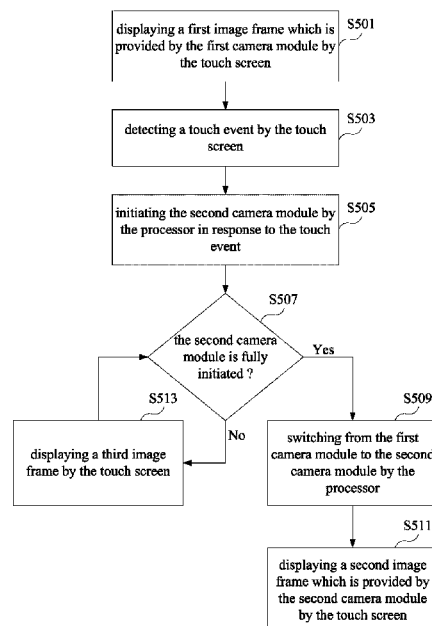 S501
displaying a first image frame which is
provided by the first camera module by
the touch screen
S503
detecting a touch event by the touch
screen
S505
initiating the second camera module by
the processor in response to the touch
event
S507
the second camera
module is fully
initiated ?
Yes
No
S513
displaying a third image
frame by the touch screen
S509
switching from the first
camera module to the second
camera module by the
processor
S511
displaying a second image
frame which is provided by
the second camera module
by the touch screen